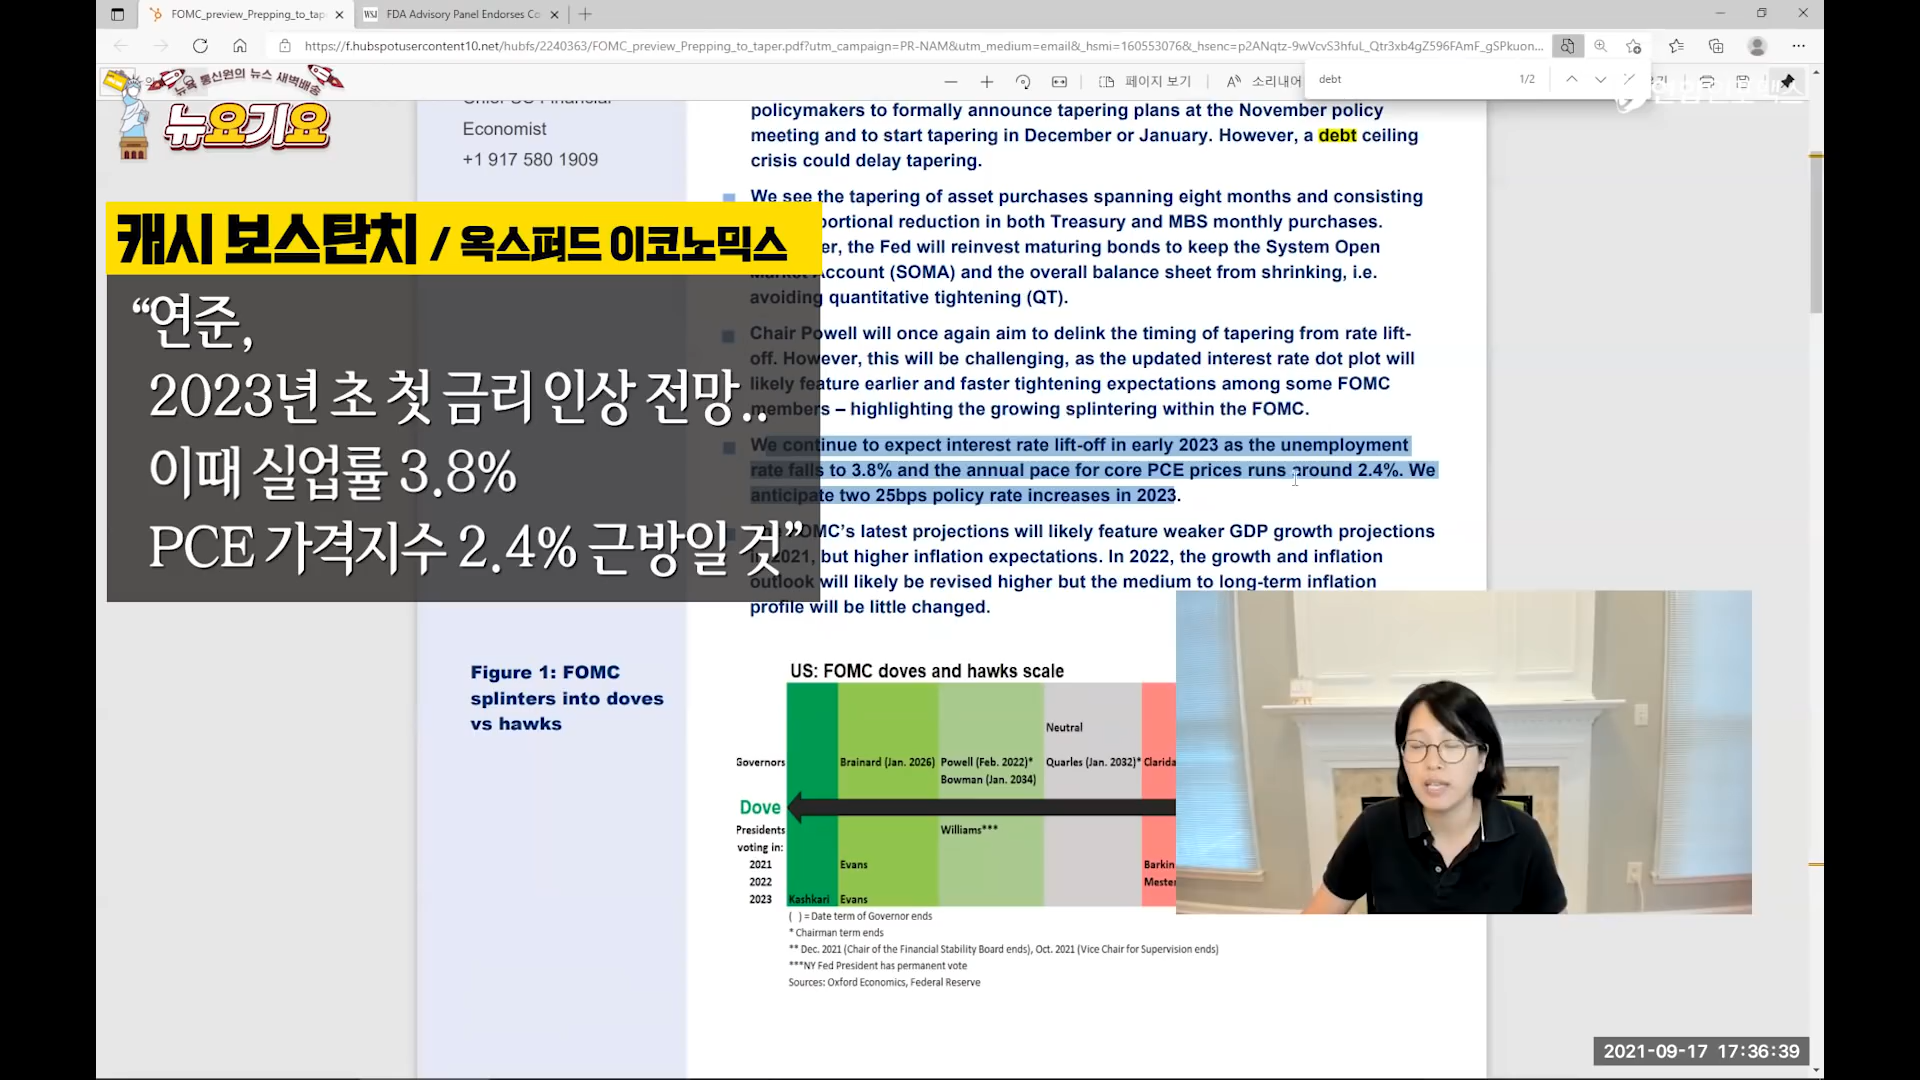 FOMC_preview_Prepping_to_tap
FDA Advisory Panel Endorses Co
https://f.hubspotusercontent10.net/hubfs/2240363/FOMC_preview_Prepping_to_taper.pdf?utm_campaign=PR-NAM&utm_medium=email&_hsmi=160553076&_hsenc=p2ANqtz-9wVcvS3hfuL_Qtr3xb4gZ596FAmF_gSPkuon...
페이지 보기
소리내어
debt
1/2
뉴욕 통신원의 뉴스 새벽배송
뉴요기요
Economist
+1 917 580 1909
policymakers to formally announce tapering plans at the November policy
meeting and to start tapering in December or January. However, a debt ceiling
crisis could delay tapering.
We see the tapering of asset purchases spanning eight months and consisting
reduction in both Treasury and MBS monthly purchases.
the Fed will reinvest maturing bonds to keep the System Open
Market Account (SOMA) and the overall balance sheet from shrinking, i.e.
avoiding quantitative tightening (QT).
Chair Powell will once again aim to delink the timing of tapering from rate lift-
off. However, this will be challenging, as the updated interest rate dot plot will
likely feature earlier and faster tightening expectations among some FOMC
members – highlighting the growing splintering within the FOMC.
We continue to expect interest rate lift-off in early 2023 as the unemployment
rate falls to 3.8% and the annual pace for core PCE prices runs around 2.4%. We
anticipate two 25bps policy rate increases in 2023.
FOMC’s latest projections will likely feature weaker GDP growth projections
in 2021, but higher inflation expectations. In 2022, the growth and inflation
outlook will likely be revised higher but the medium to long-term inflation
profile will be little changed.
캐시 보스탄치 / 옥스퍼드 이코노믹스
“연준,
2023년 초 첫 금리 인상 전망..
이때 실업률 3.8%
PCE 가격지수 2.4% 근방일 것”
Figure 1: FOMC
splinters into doves
vs hawks
US: FOMC doves and hawks scale
Neutral
Governors
Brainard (Jan. 2026)
Powell (Feb. 2022)*
Quarles (Jan. 2032)*
Clarida
Bowman (Jan. 2034)
Dove
Presidents
Williams***
voting in:
2021
Evans
Barkin
2022
Mester
2023
Kashkari
Evans
( ) = Date term of Governor ends
* Chairman term ends
** Dec. 2021 (Chair of the Financial Stability Board ends), Oct. 2021 (Vice Chair for Supervision ends)
***NY Fed President has permanent vote
Sources: Oxford Economics, Federal Reserve
2021-09-17 17:36:39